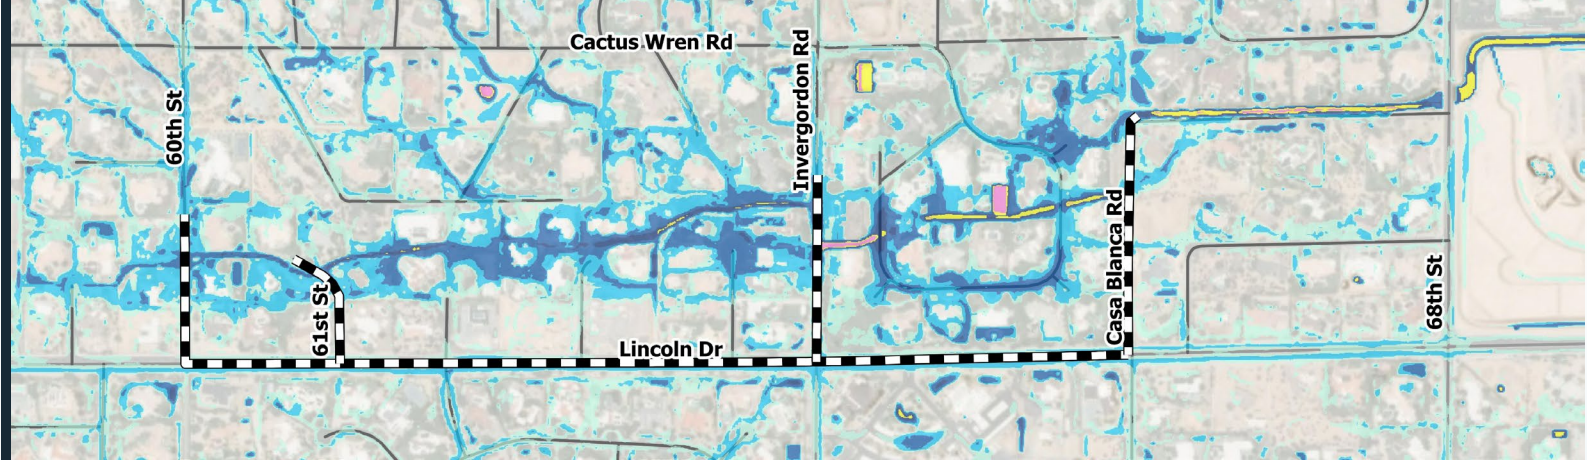 Cactus Wren Rd
60th St
Invergordon Rd
61st St
Lincoln Dr
Casa Blanca Rd
68th St